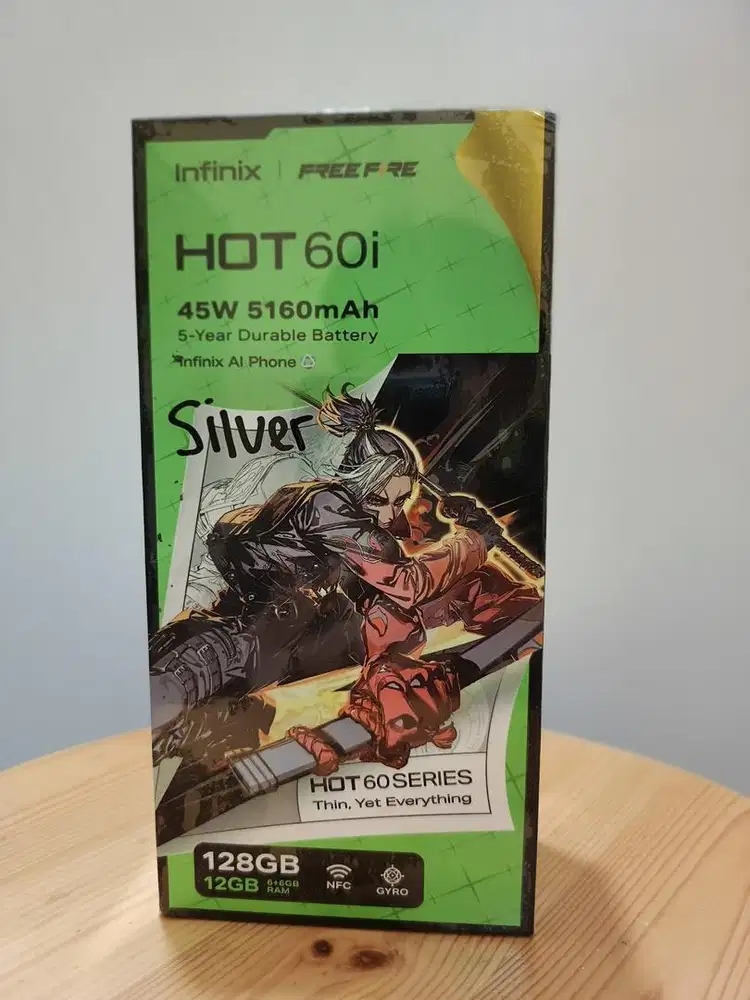 Infinix | FREE FIRE
HOT 60i
45W 5160mAh
5-Year Durable Battery
Infinix AI Phone
Silver
HOT 60 SERIES
Thin, Yet Everything
128GB
12GB 6+6GB RAM
NFC
GYRO